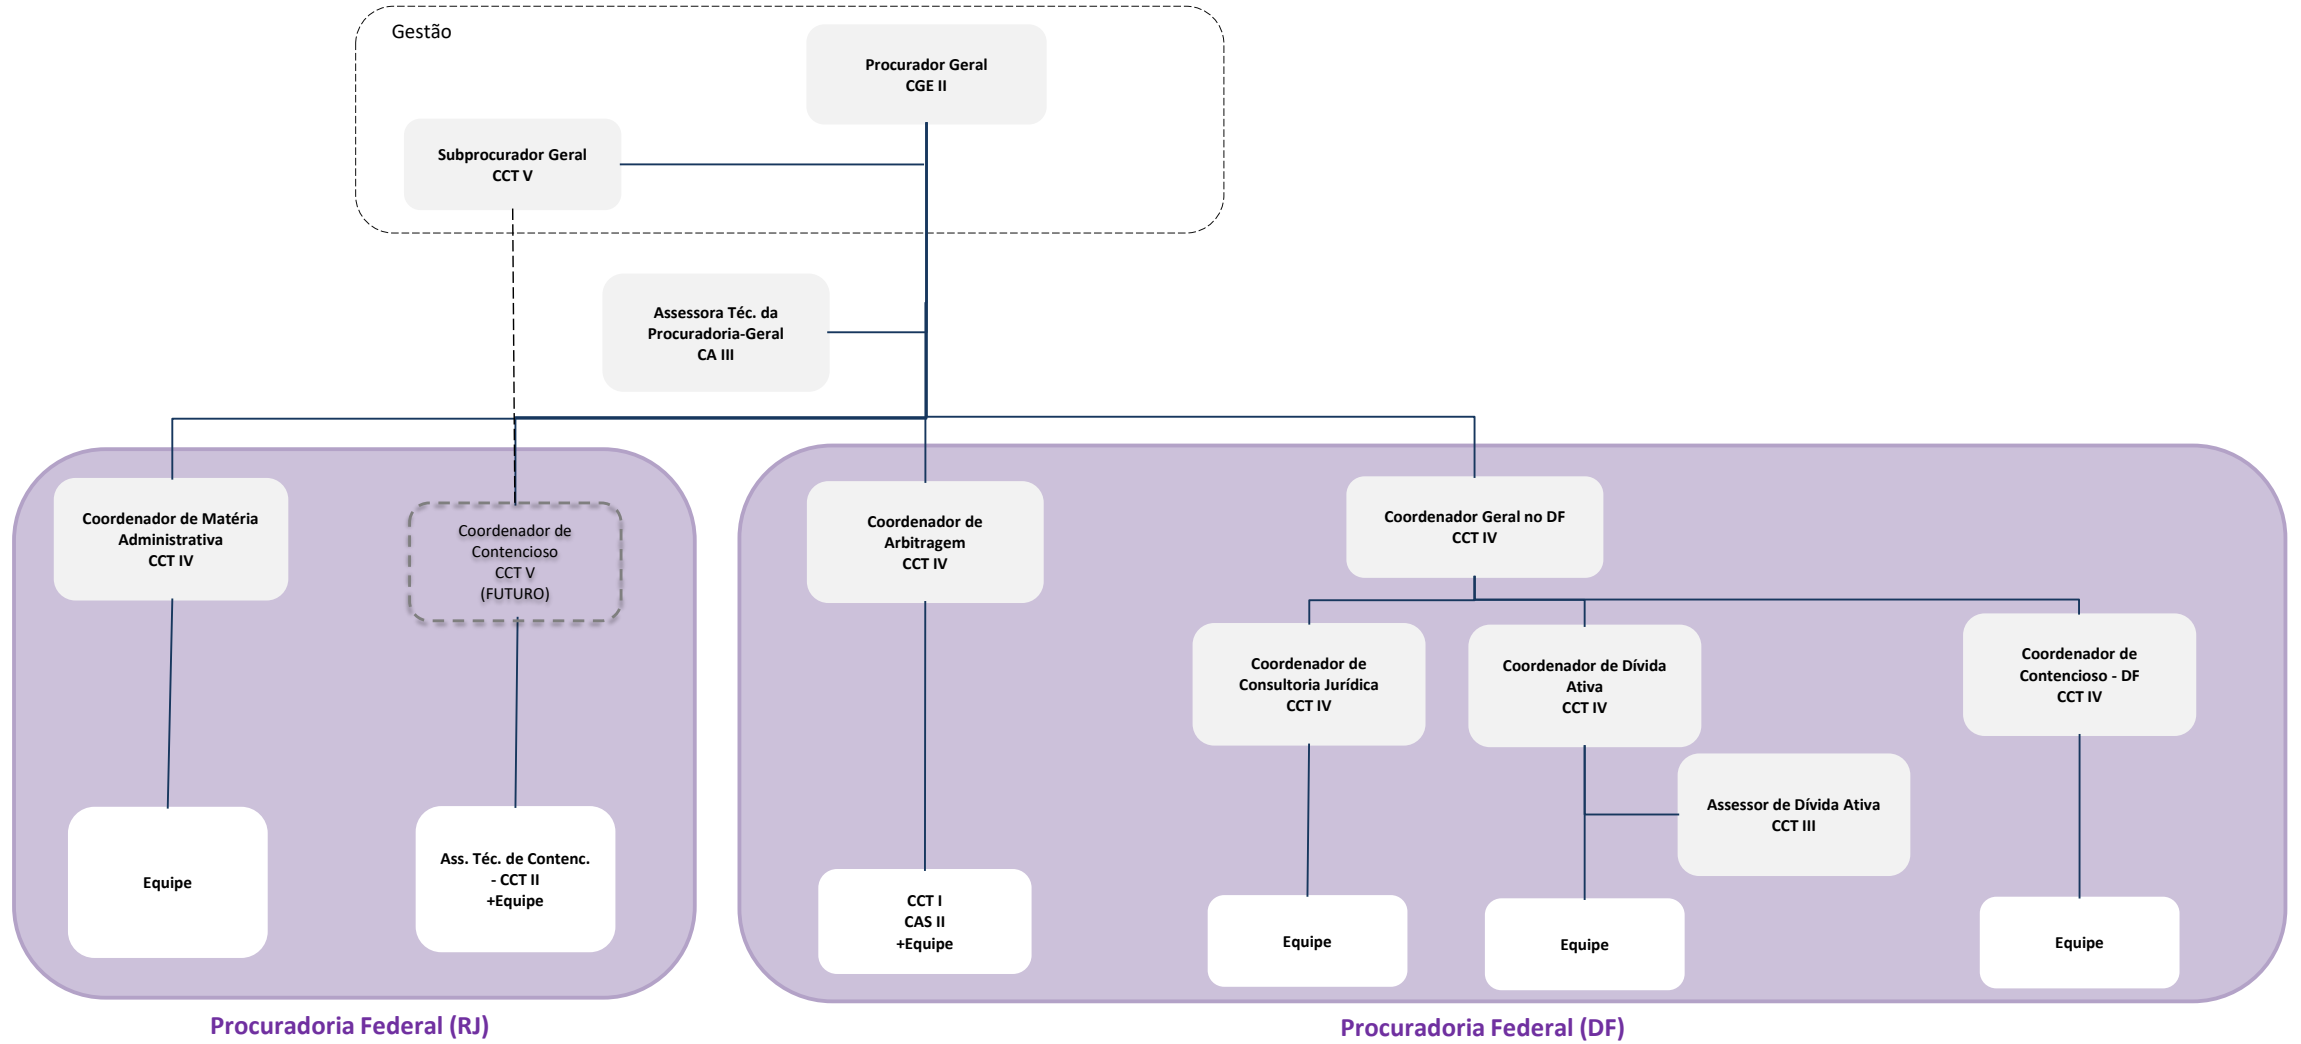 Gestão
Procurador Geral
CGE II
Subprocurador Geral
CCT V
Assessora Téc. da
Procuradoria-Geral
CA III
Coordenador de Matéria
Administrativa
CCT IV
Coordenador de
Contencioso
CCT V
(FUTURO)
Coordenador de
Arbitragem
CCT IV
Coordenador Geral no DF
CCT IV
Coordenador de
Consultoria Jurídica
CCT IV
Coordenador de Dívida
Ativa
CCT IV
Coordenador de
Contencioso - DF
CCT IV
Assessor de Dívida Ativa
CCT III
Equipe
Ass. Téc. de Contenc.
- CCT II
+Equipe
CCT I
CAS II
+Equipe
Equipe
Equipe
Equipe
Procuradoria Federal (RJ)
Procuradoria Federal (DF)